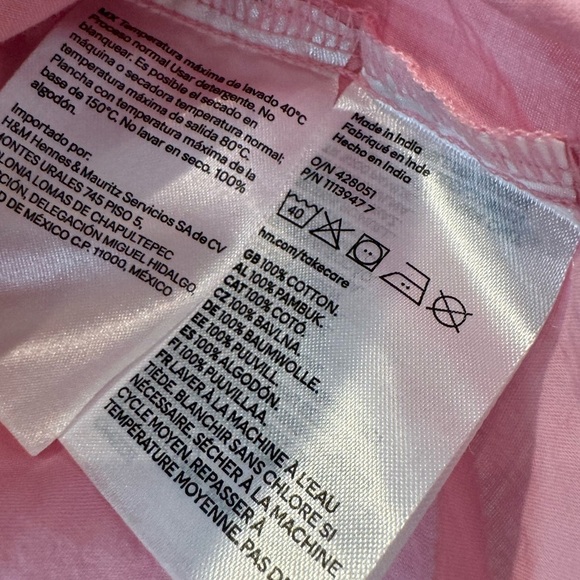 MX Temperatura máxima de lavado 40°C
Proceso normal Usar detergente. No
blanquear. Es posible el secado en
máquina o secadora temperatura normal;
temperatura máxima de salida 80°C.
Plancha con temperatura máxima de la
base de 150°C. No lavar en seco. 100%
algodón.
Importado por:
H&M Hennes & Mauritz Servicios SA de CV
MONTES URALES 745 PISO 5,
LONIA LOMAS DE CHAPULTEPEC
CIÓN, DELEGACIÓN MIGUEL HIDALGO,
D DE MÉXICO C.P. 11000, MÉXICO
Made in India
Fabriqué en Inde
Hecho en India
O/N 428051
P/N 1113947 7
40
hm.com/takecare
GB 100% COTTON.
AL 100% PAMBUK.
CAT 100% COTÓ.
CZ 100% BAVLNA.
DE 100% BAUMWOLLE.
EE 100% PUUVILL.
ES 100% ALGODÓN.
FI 100% PUUVILLAA.
FR LAVER À LA MACHINE À L'EAU
TIÈDE, BLANCHIR SANS CHLORE SI
NÉCESSAIRE, SÉCHER À LA MACHINE
CYCLE MOYEN, REPASSER À
TEMPÉRATURE MOYENNE, PAS D